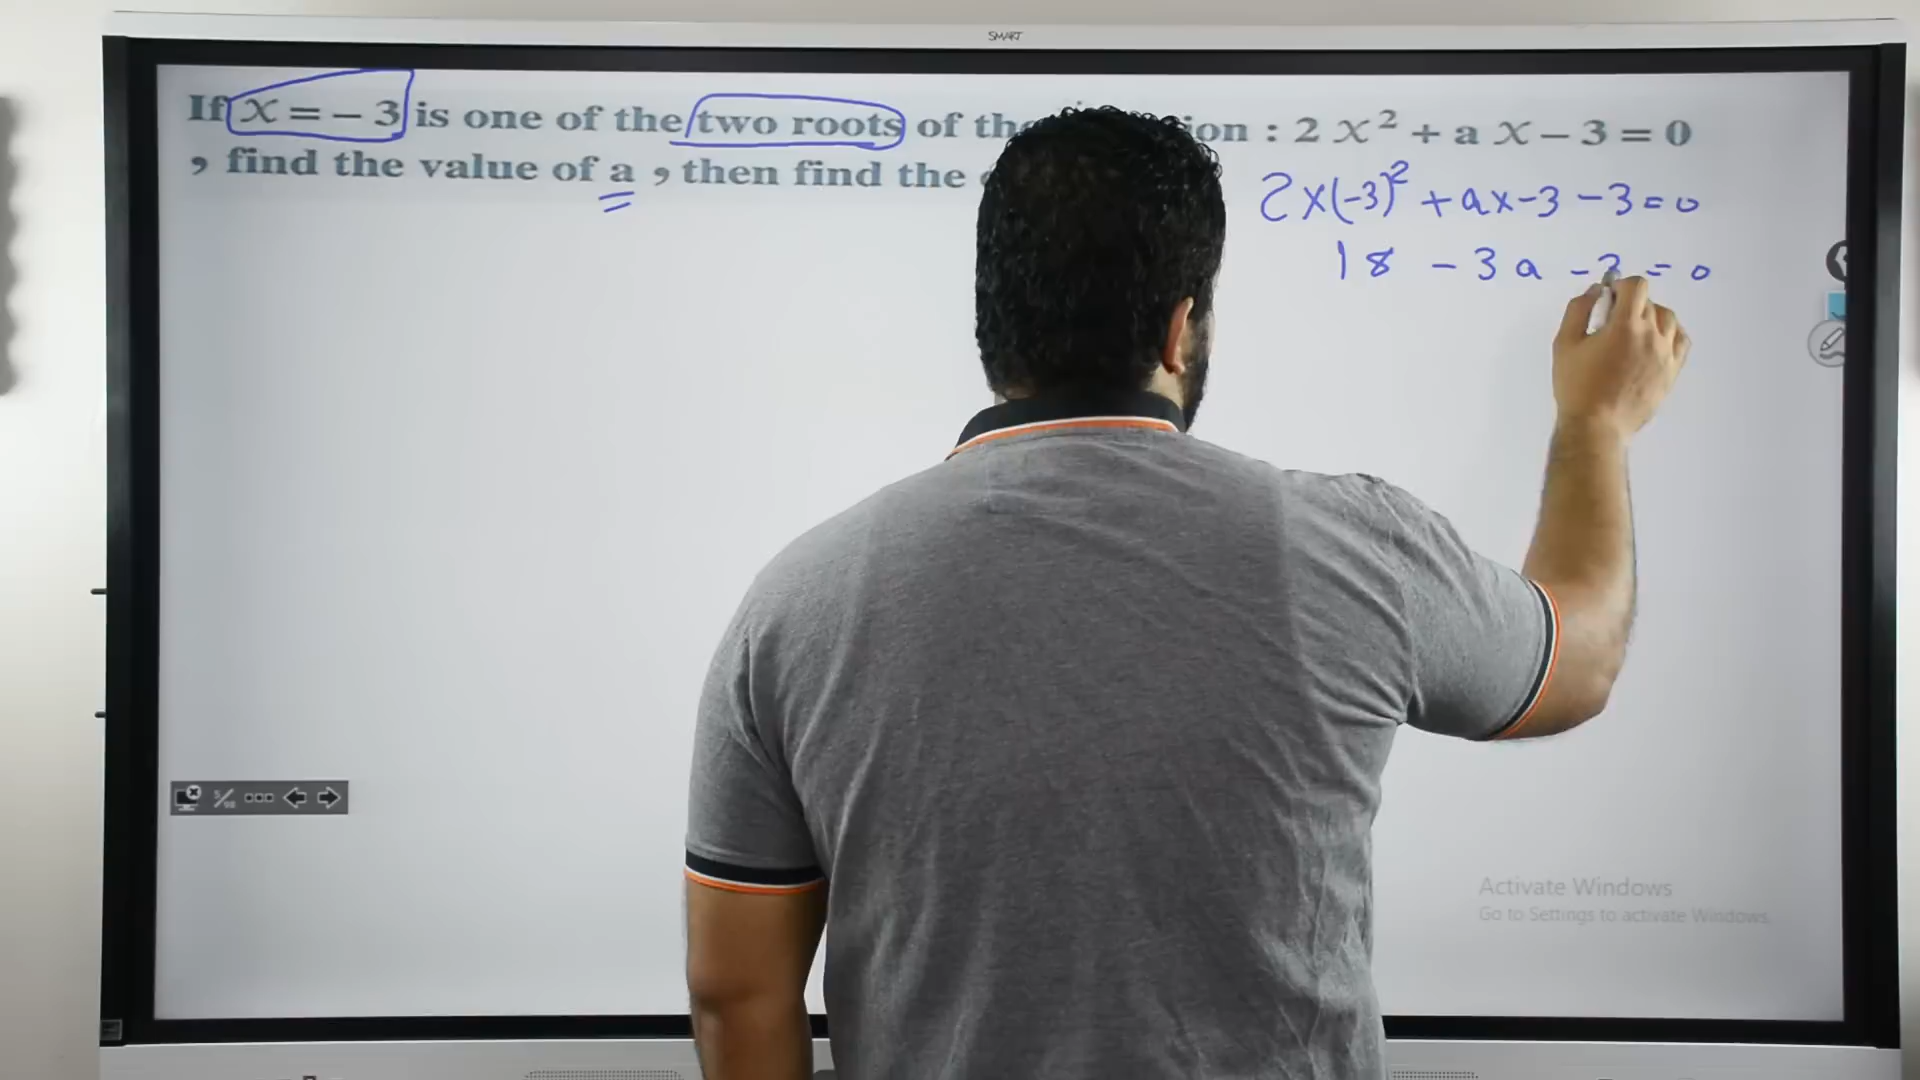 SMART
If x = – 3 is one of the two roots of the : 2 x² + a x – 3 = 0
, find the value of a , then find the
2 x (-3)² + a x -3 - 3 = 0
18 - 3 a - 3 = 0
5/98
Activate Windows
Go to Settings to activate Windows.